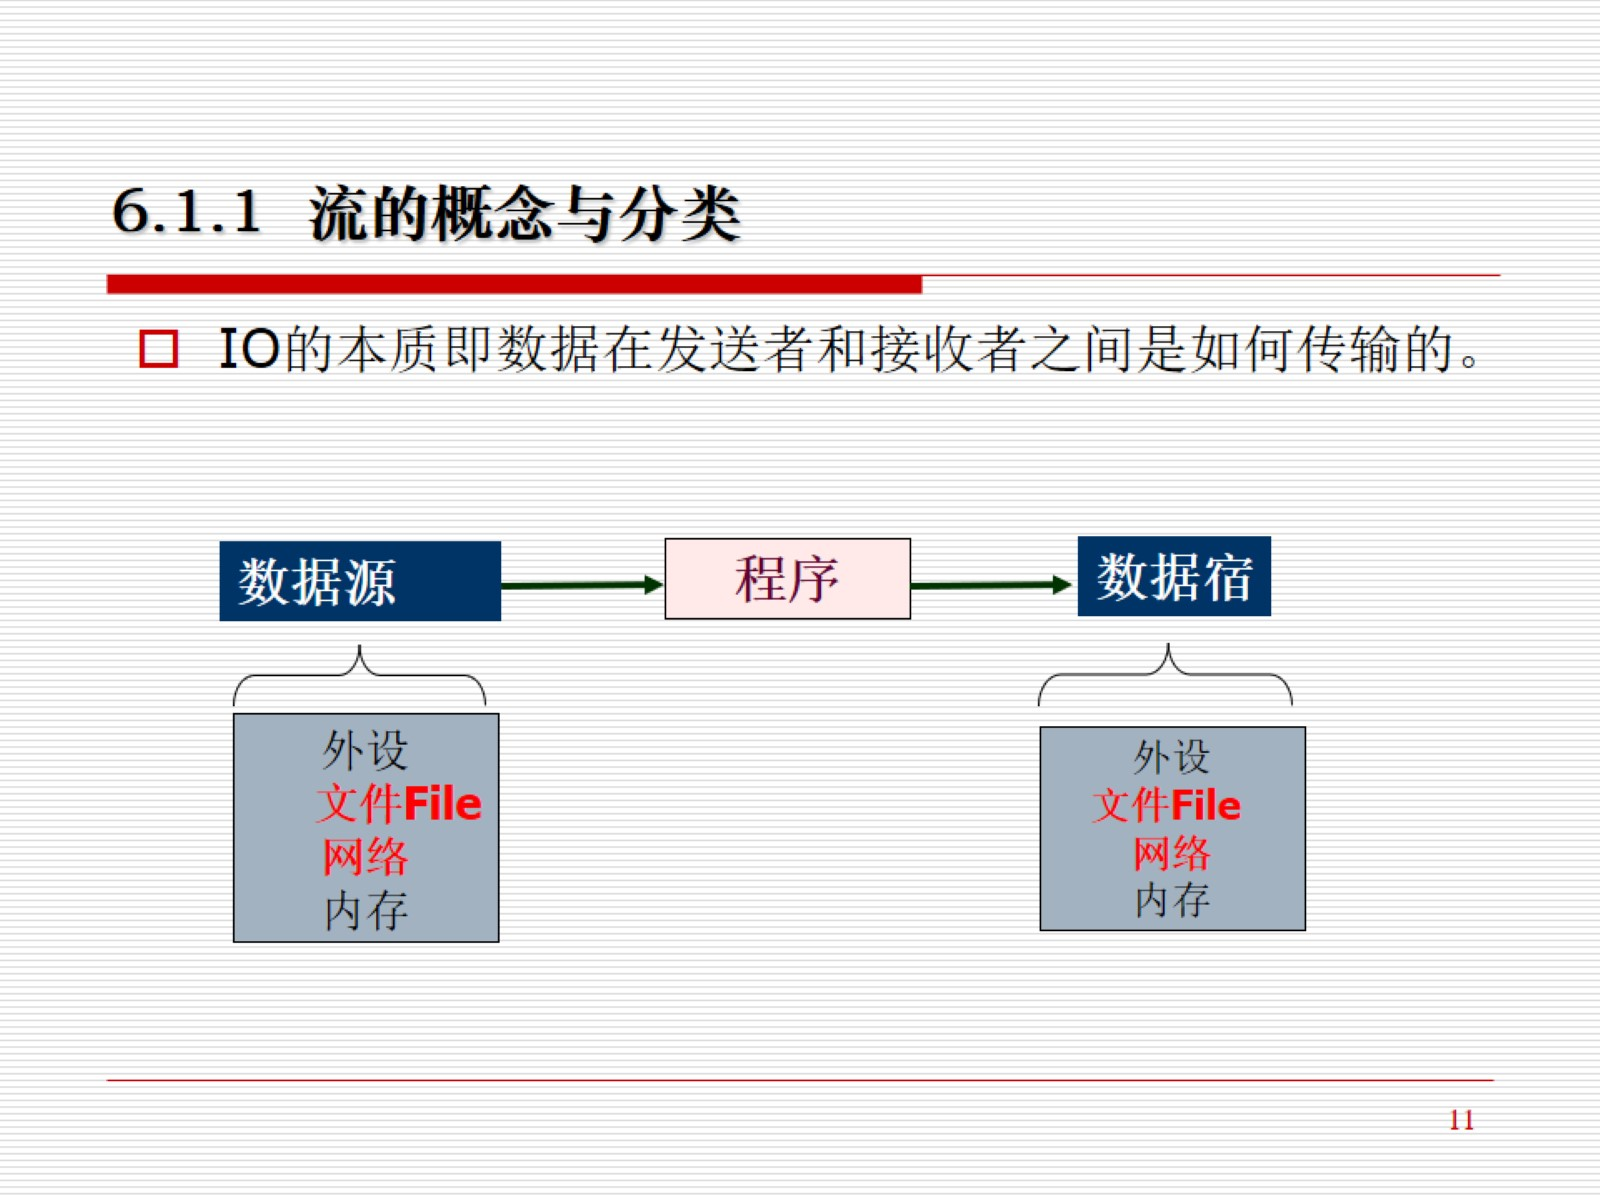 6.1.1 流的概念与分类
IO的本质即数据在发送者和接收者之间是如何传输的。
数据源
程序
数据宿
外设
文件File
网络
内存
外设
文件File
网络
内存
11